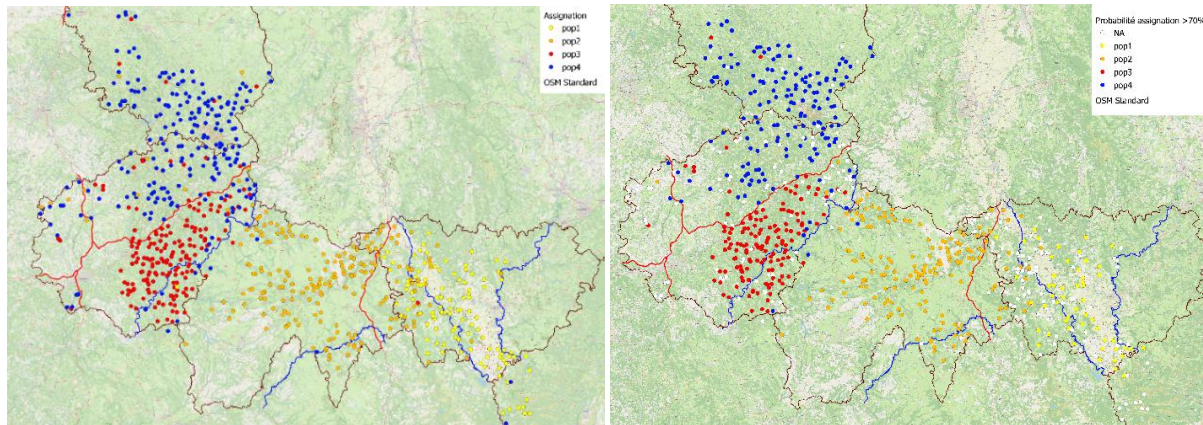 Assignation
pop1
pop2
pop3
pop4
OSM Standard
Probabilité assignation >70%
NA
pop1
pop2
pop3
pop4
OSM Standard